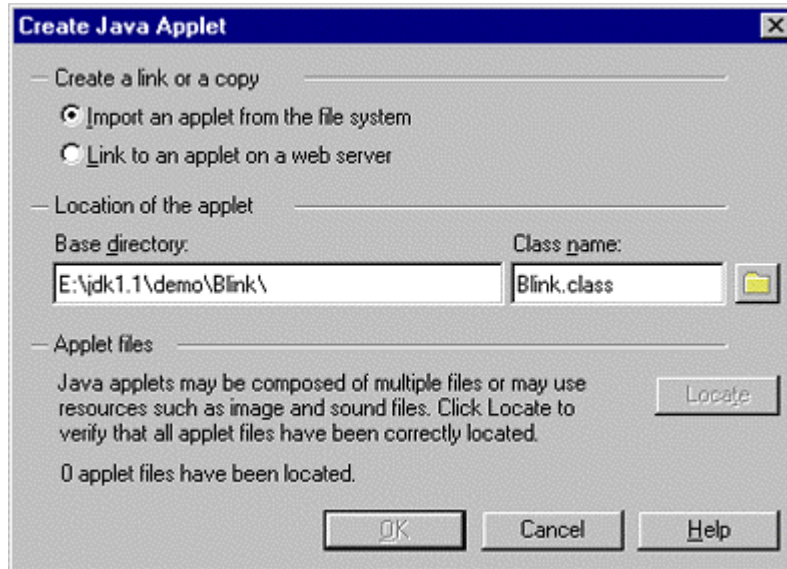 Create Java Applet
Create a link or a copy
Import an applet from the file system
Link to an applet on a web server
Location of the applet
Base directory: Class name:
E:\jdk1.1\demo\Blink\ Blink.class
Applet files
Java applets may be composed of multiple files or may use
resources such as image and sound files. Click Locate to
verify that all applet files have been correctly located.
Locate
0 applet files have been located.
OK Cancel Help